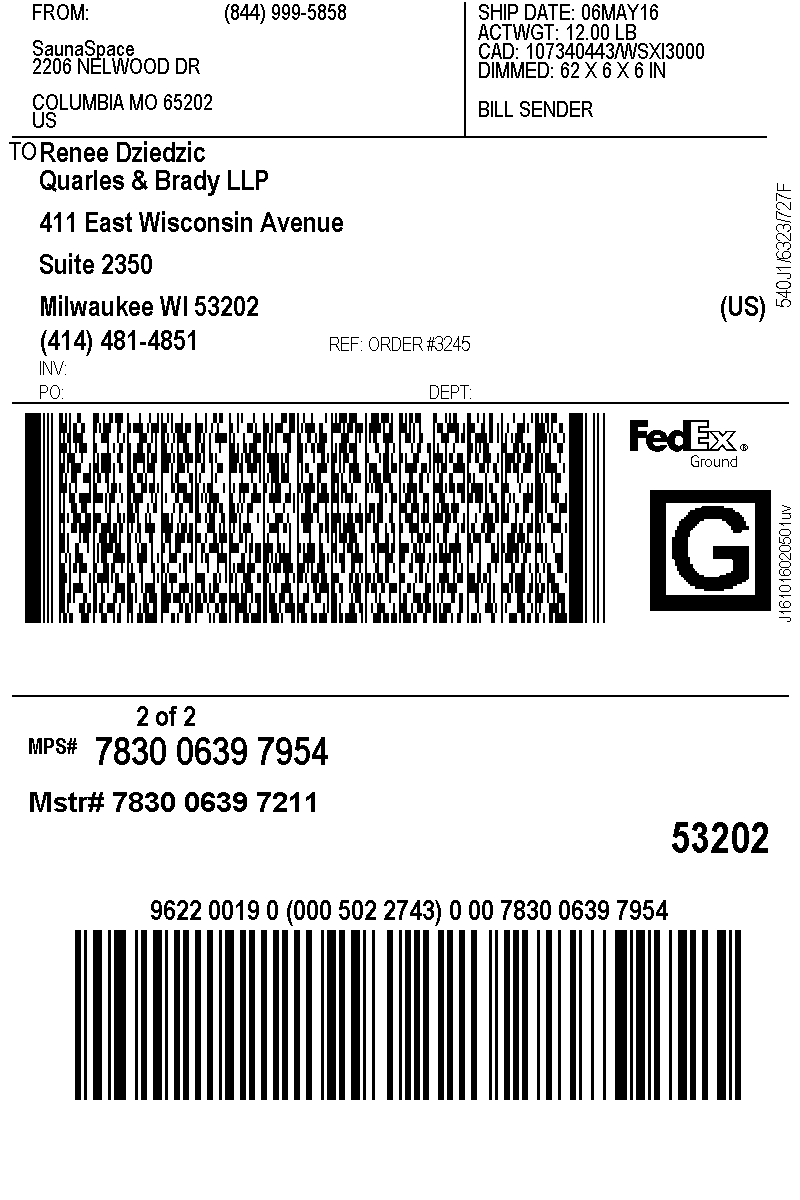 FROM: (844) 999-5858
SaunaSpace
2206 NELWOOD DR
COLUMBIA MO 65202
US
SHIP DATE: 06MAY16
ACTWGT: 12.00 LB
CAD: 107340443/WSXI3000
DIMMED: 62 X 6 X 6 IN
BILL SENDER
TO Renee Dziedzic
Quarles & Brady LLP
411 East Wisconsin Avenue
Suite 2350
Milwaukee WI 53202 (US)
(414) 481-4851 REF: ORDER #3245
INV:
PO: DEPT:
540J1/6323/727F
FedEx®
Ground
G
J161016020501uv
2 of 2
MPS# 7830 0639 7954
Mstr# 7830 0639 7211
53202
9622 0019 0 (000 502 2743) 0 00 7830 0639 7954